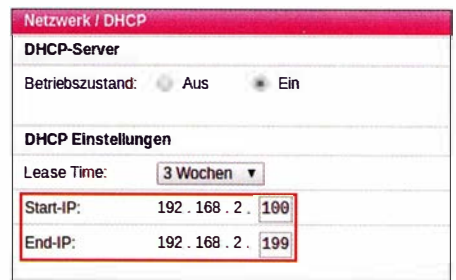 Netzwerk / DHCP
DHCP-Server
Betriebszustand: Aus Ein
DHCP Einstellungen
Lease Time: 3 Wochen ▼
Start-IP: 192 . 168 . 2 . 100
End-IP: 192 . 168 . 2 . 199